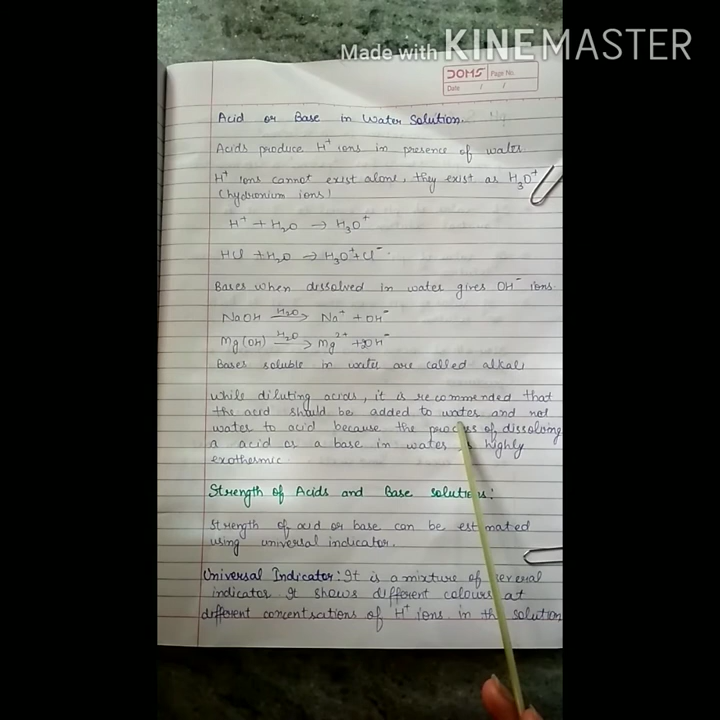 Made with KINEMASTER
DOMS Page No.
Date / /
Acid or Base in Water Solution.
Acids produce H⁺ ions in presence of water
H⁺ ions cannot exist alone, they exist as H₃O⁺
(hydronium ions)
H⁺ + H₂O → H₃O⁺
HCl + H₂O → H₃O⁺ + Cl⁻.
Bases when dissolved in water gives OH⁻ ions
NaOH —H₂O→ Na⁺ + OH⁻
Mg(OH) —H₂O→ Mg²⁺ + 2OH⁻
Bases soluble in water are called alkali
while diluting acids, it is recommended that
the acid should be added to water and not
water to acid because the process of dissolving
a acid or a base in water is highly
exothermic.
Strength of Acids and Base solutions:
Strength of acid or base can be estimated
using universal indicator.
Universal Indicator: It is a mixture of several
indicator It shows different colours at
different concentrations of H⁺ ions in the solution